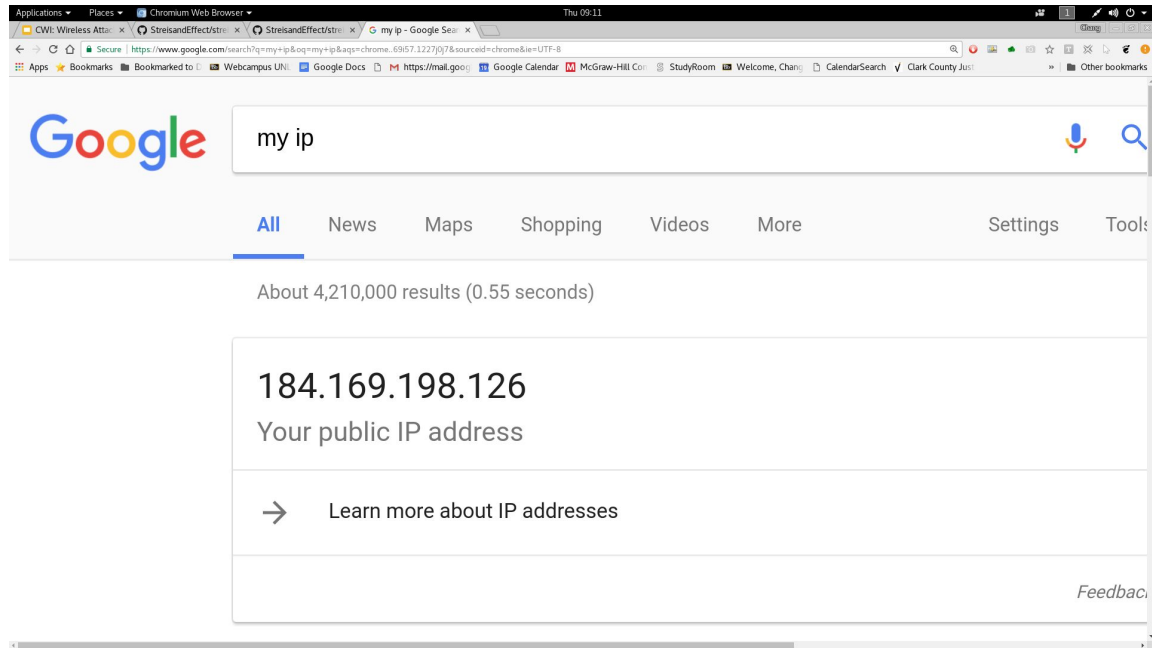 Applications Places Chromium Web Browser Thu 09:11 1
CWI: Wireless Attac StreisandEffect/strei StreisandEffect/strei G my ip - Google Sear Chang
Secure https://www.google.com/search?q=my+ip&oq=my+ip&aqs=chrome..69i57.1227j0j7&sourceid=chrome&ie=UTF-8
Apps Bookmarks Bookmarked to D Webcampus UNL Google Docs https://mail.goog Google Calendar McGraw-Hill Con StudyRoom Welcome, Chang CalendarSearch Clark County Just » Other bookmarks
Google my ip
All News Maps Shopping Videos More Settings Tools
About 4,210,000 results (0.55 seconds)
184.169.198.126
Your public IP address
Learn more about IP addresses
Feedback